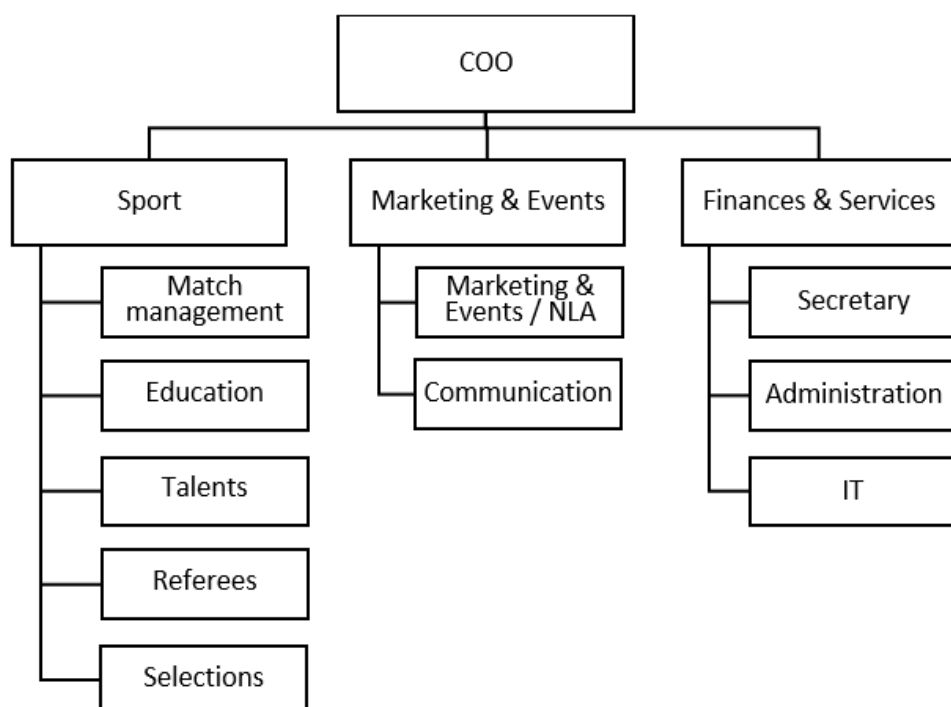 COO
Sport
Marketing & Events
Finances & Services
Match
management
Education
Talents
Referees
Selections
Marketing &
Events / NLA
Communication
Secretary
Administration
IT